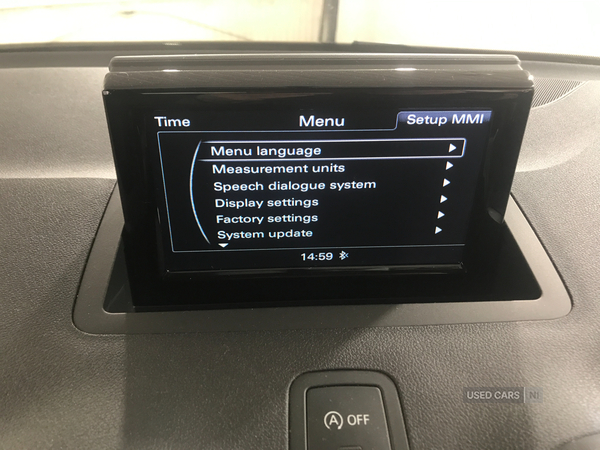 Time Menu Setup MMI
Menu language
Measurement units
Speech dialogue system
Display settings
Factory settings
System update
14:59
A OFF
USED CARS NI